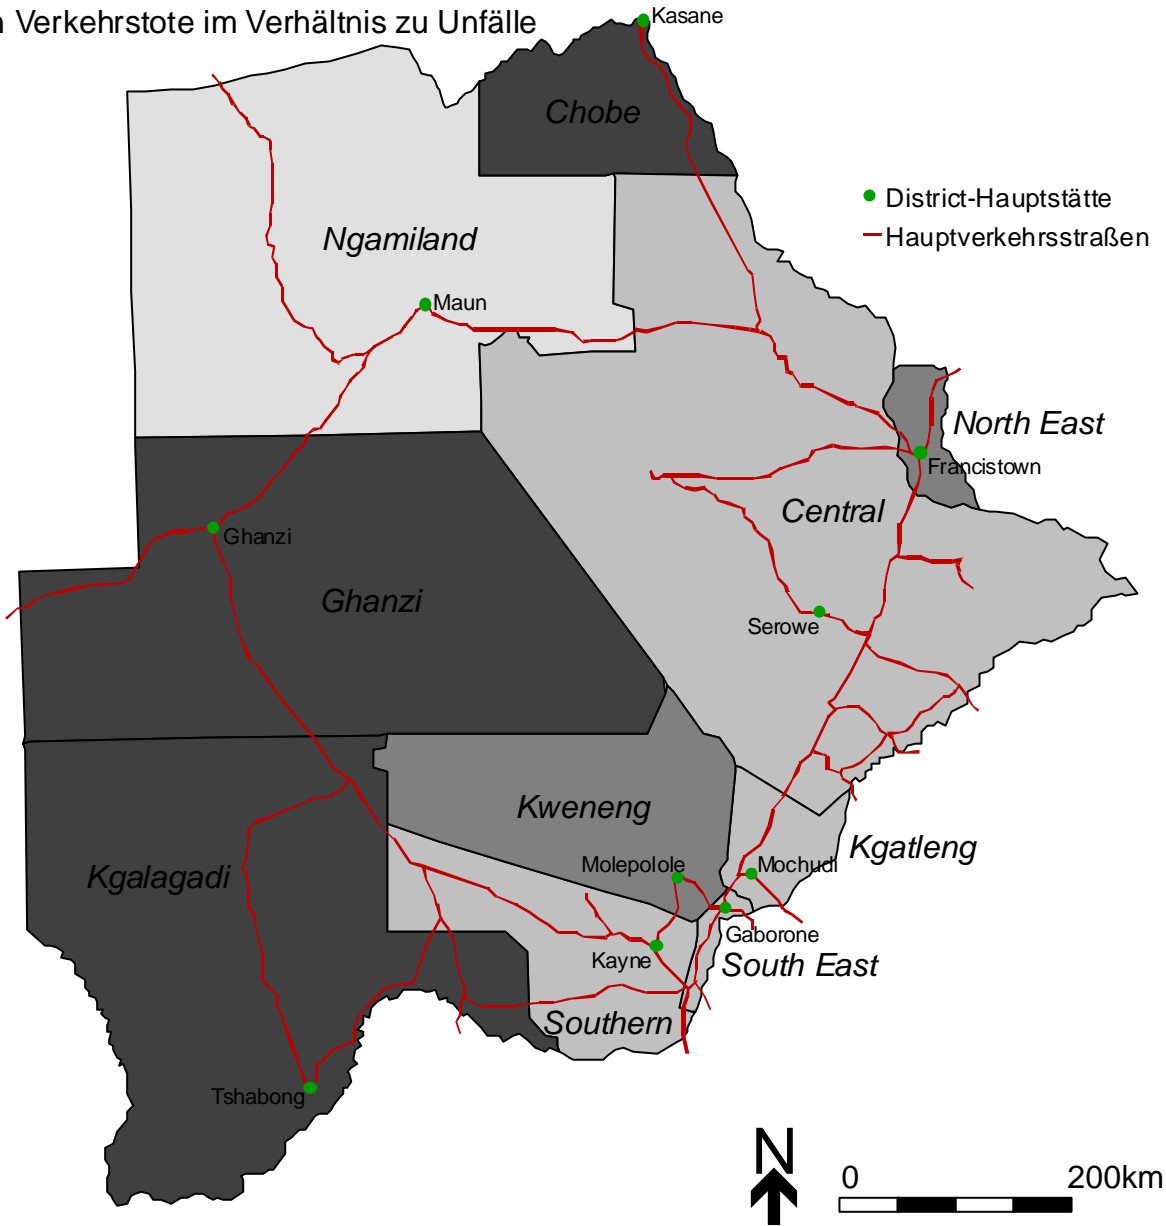 n Verkehrstote im Verhältnis zu Unfälle
Kasane
Chobe
District-Hauptstätte
Hauptverkehrsstraßen
Ngamiland
Maun
North East
Francistown
Central
Ghanzi
Ghanzi
Serowe
Kweneng
Kgatleng
Molepolole
Mochudi
Kgalagadi
Gaborone
Kayne
South East
Southern
Tshabong
N
0
200km